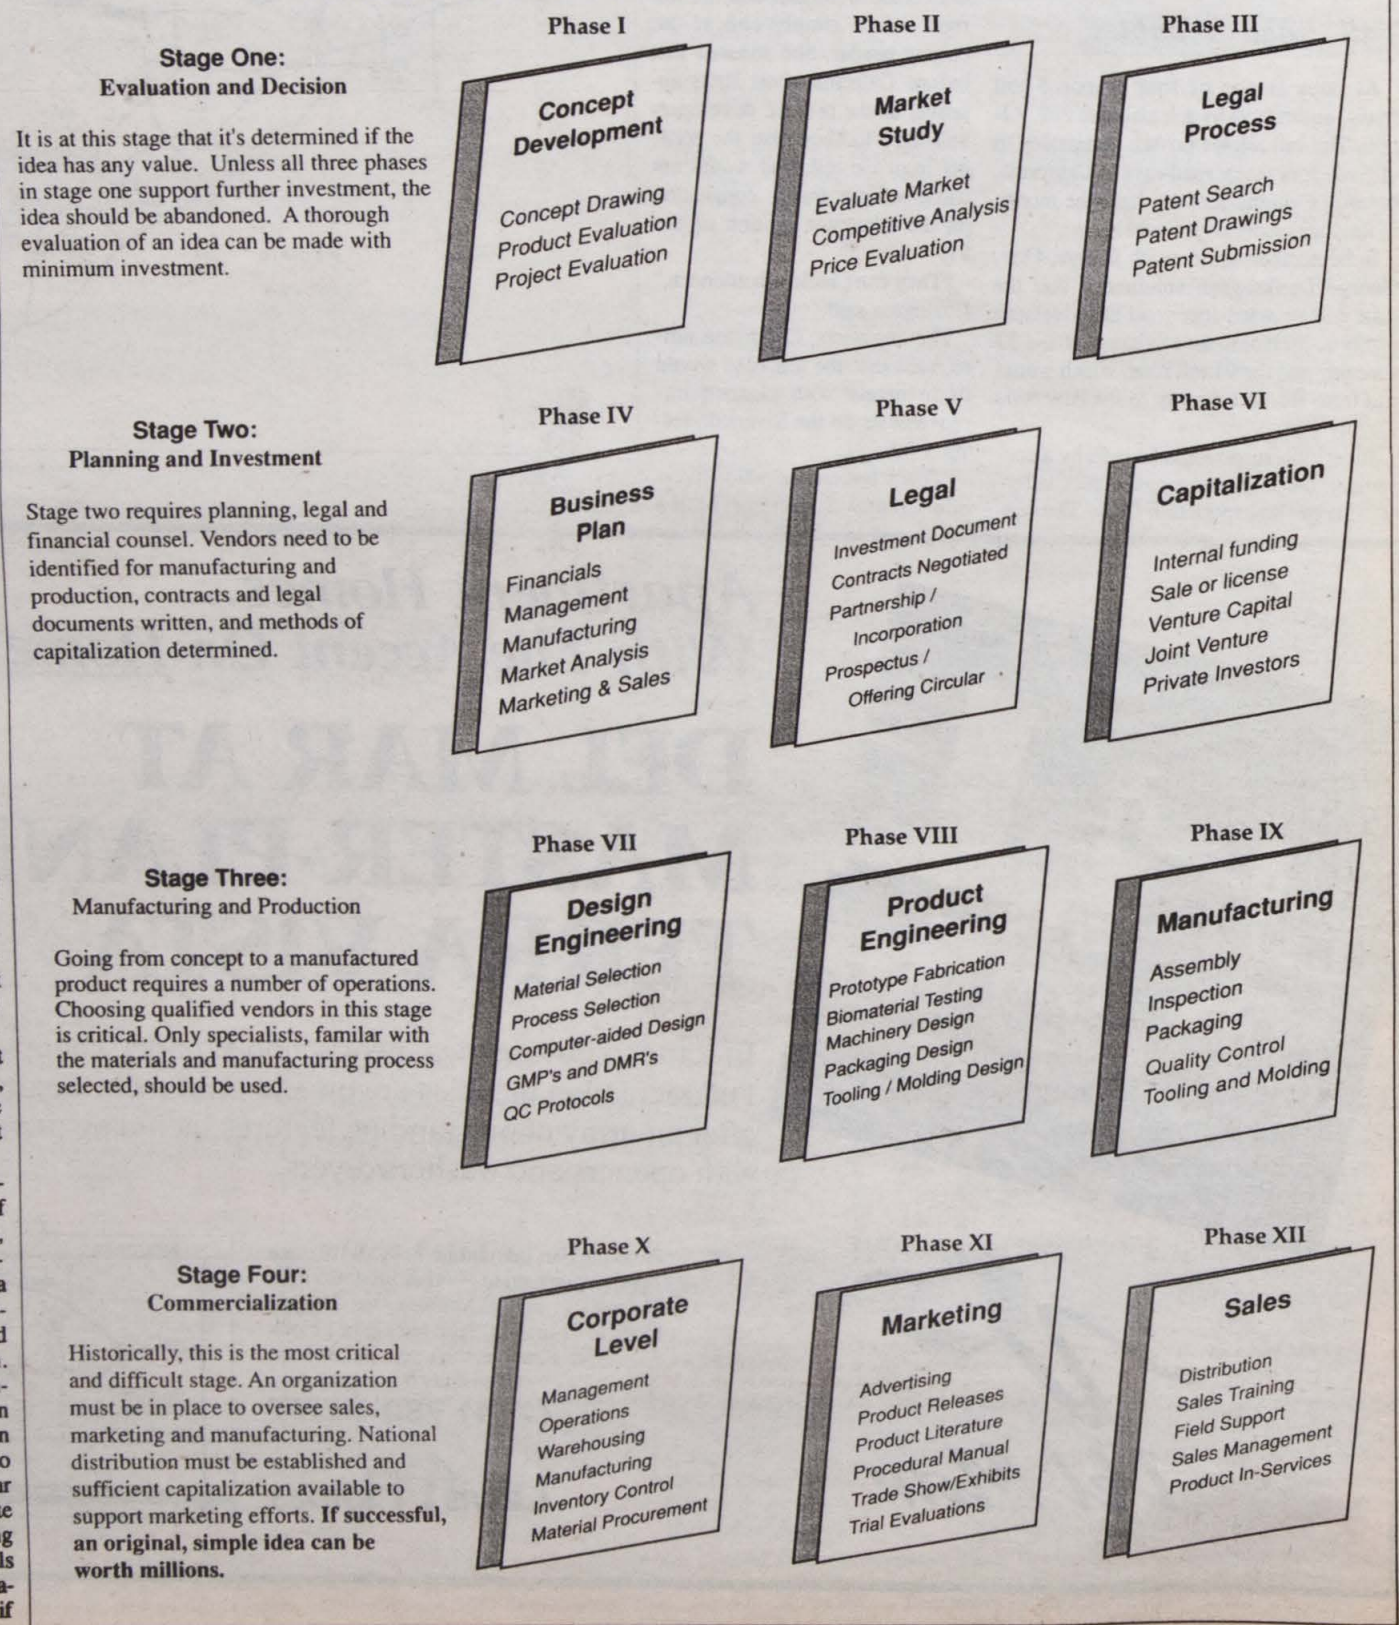 Stage One:
Evaluation and Decision
It is at this stage that it's determined if the
idea has any value. Unless all three phases
in stage one support further investment, the
idea should be abandoned. A thorough
evaluation of an idea can be made with
minimum investment.
Phase I
Concept
Development
Concept Drawing
Product Evaluation
Project Evaluation
Phase II
Market
Study
Evaluate Market
Competitive Analysis
Price Evaluation
Phase III
Legal
Process
Patent Search
Patent Drawings
Patent Submission
Stage Two:
Planning and Investment
Stage two requires planning, legal and
financial counsel. Vendors need to be
identified for manufacturing and
production, contracts and legal
documents written, and methods of
capitalization determined.
Phase IV
Business
Plan
Financials
Management
Manufacturing
Market Analysis
Marketing & Sales
Phase V
Legal
Investment Document
Contracts Negotiated
Partnership /
Incorporation
Prospectus /
Offering Circular
Phase VI
Capitalization
Internal funding
Sale or license
Venture Capital
Joint Venture
Private Investors
Stage Three:
Manufacturing and Production
Going from concept to a manufactured
product requires a number of operations.
Choosing qualified vendors in this stage
is critical. Only specialists, familar with
the materials and manufacturing process
selected, should be used.
Phase VII
Design
Engineering
Material Selection
Process Selection
Computer-aided Design
GMP's and DMR's
QC Protocols
Phase VIII
Product
Engineering
Prototype Fabrication
Biomaterial Testing
Machinery Design
Packaging Design
Tooling / Molding Design
Phase IX
Manufacturing
Assembly
Inspection
Packaging
Quality Control
Tooling and Molding
Stage Four:
Commercialization
Historically, this is the most critical
and difficult stage. An organization
must be in place to oversee sales,
marketing and manufacturing. National
distribution must be established and
sufficient capitalization available to
support marketing efforts. If successful,
an original, simple idea can be
worth millions.
Phase X
Corporate
Level
Management
Operations
Warehousing
Manufacturing
Inventory Control
Material Procurement
Phase XI
Marketing
Advertising
Product Releases
Product Literature
Procedural Manual
Trade Show/Exhibits
Trial Evaluations
Phase XII
Sales
Distribution
Sales Training
Field Support
Sales Management
Product In-Services